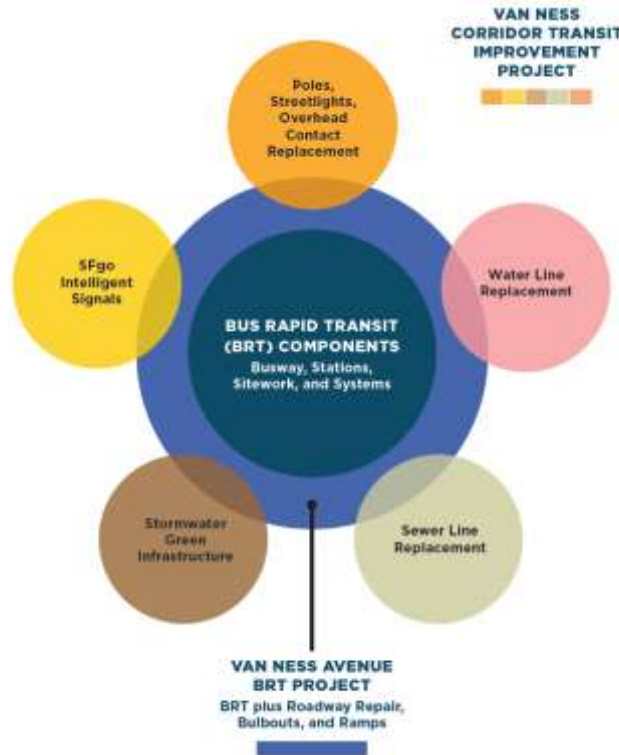 VAN NESS
CORRIDOR TRANSIT
IMPROVEMENT
PROJECT
Poles,
Streetlights,
Overhead
Contact
Replacement
SFgo
Intelligent
Signals
Water Line
Replacement
BUS RAPID TRANSIT
(BRT) COMPONENTS
Busway, Stations,
Sitework, and Systems
Stormwater
Green
Infrastructure
Sewer Line
Replacement
VAN NESS AVENUE
BRT PROJECT
BRT plus Roadway Repair,
Bulbouts, and Ramps